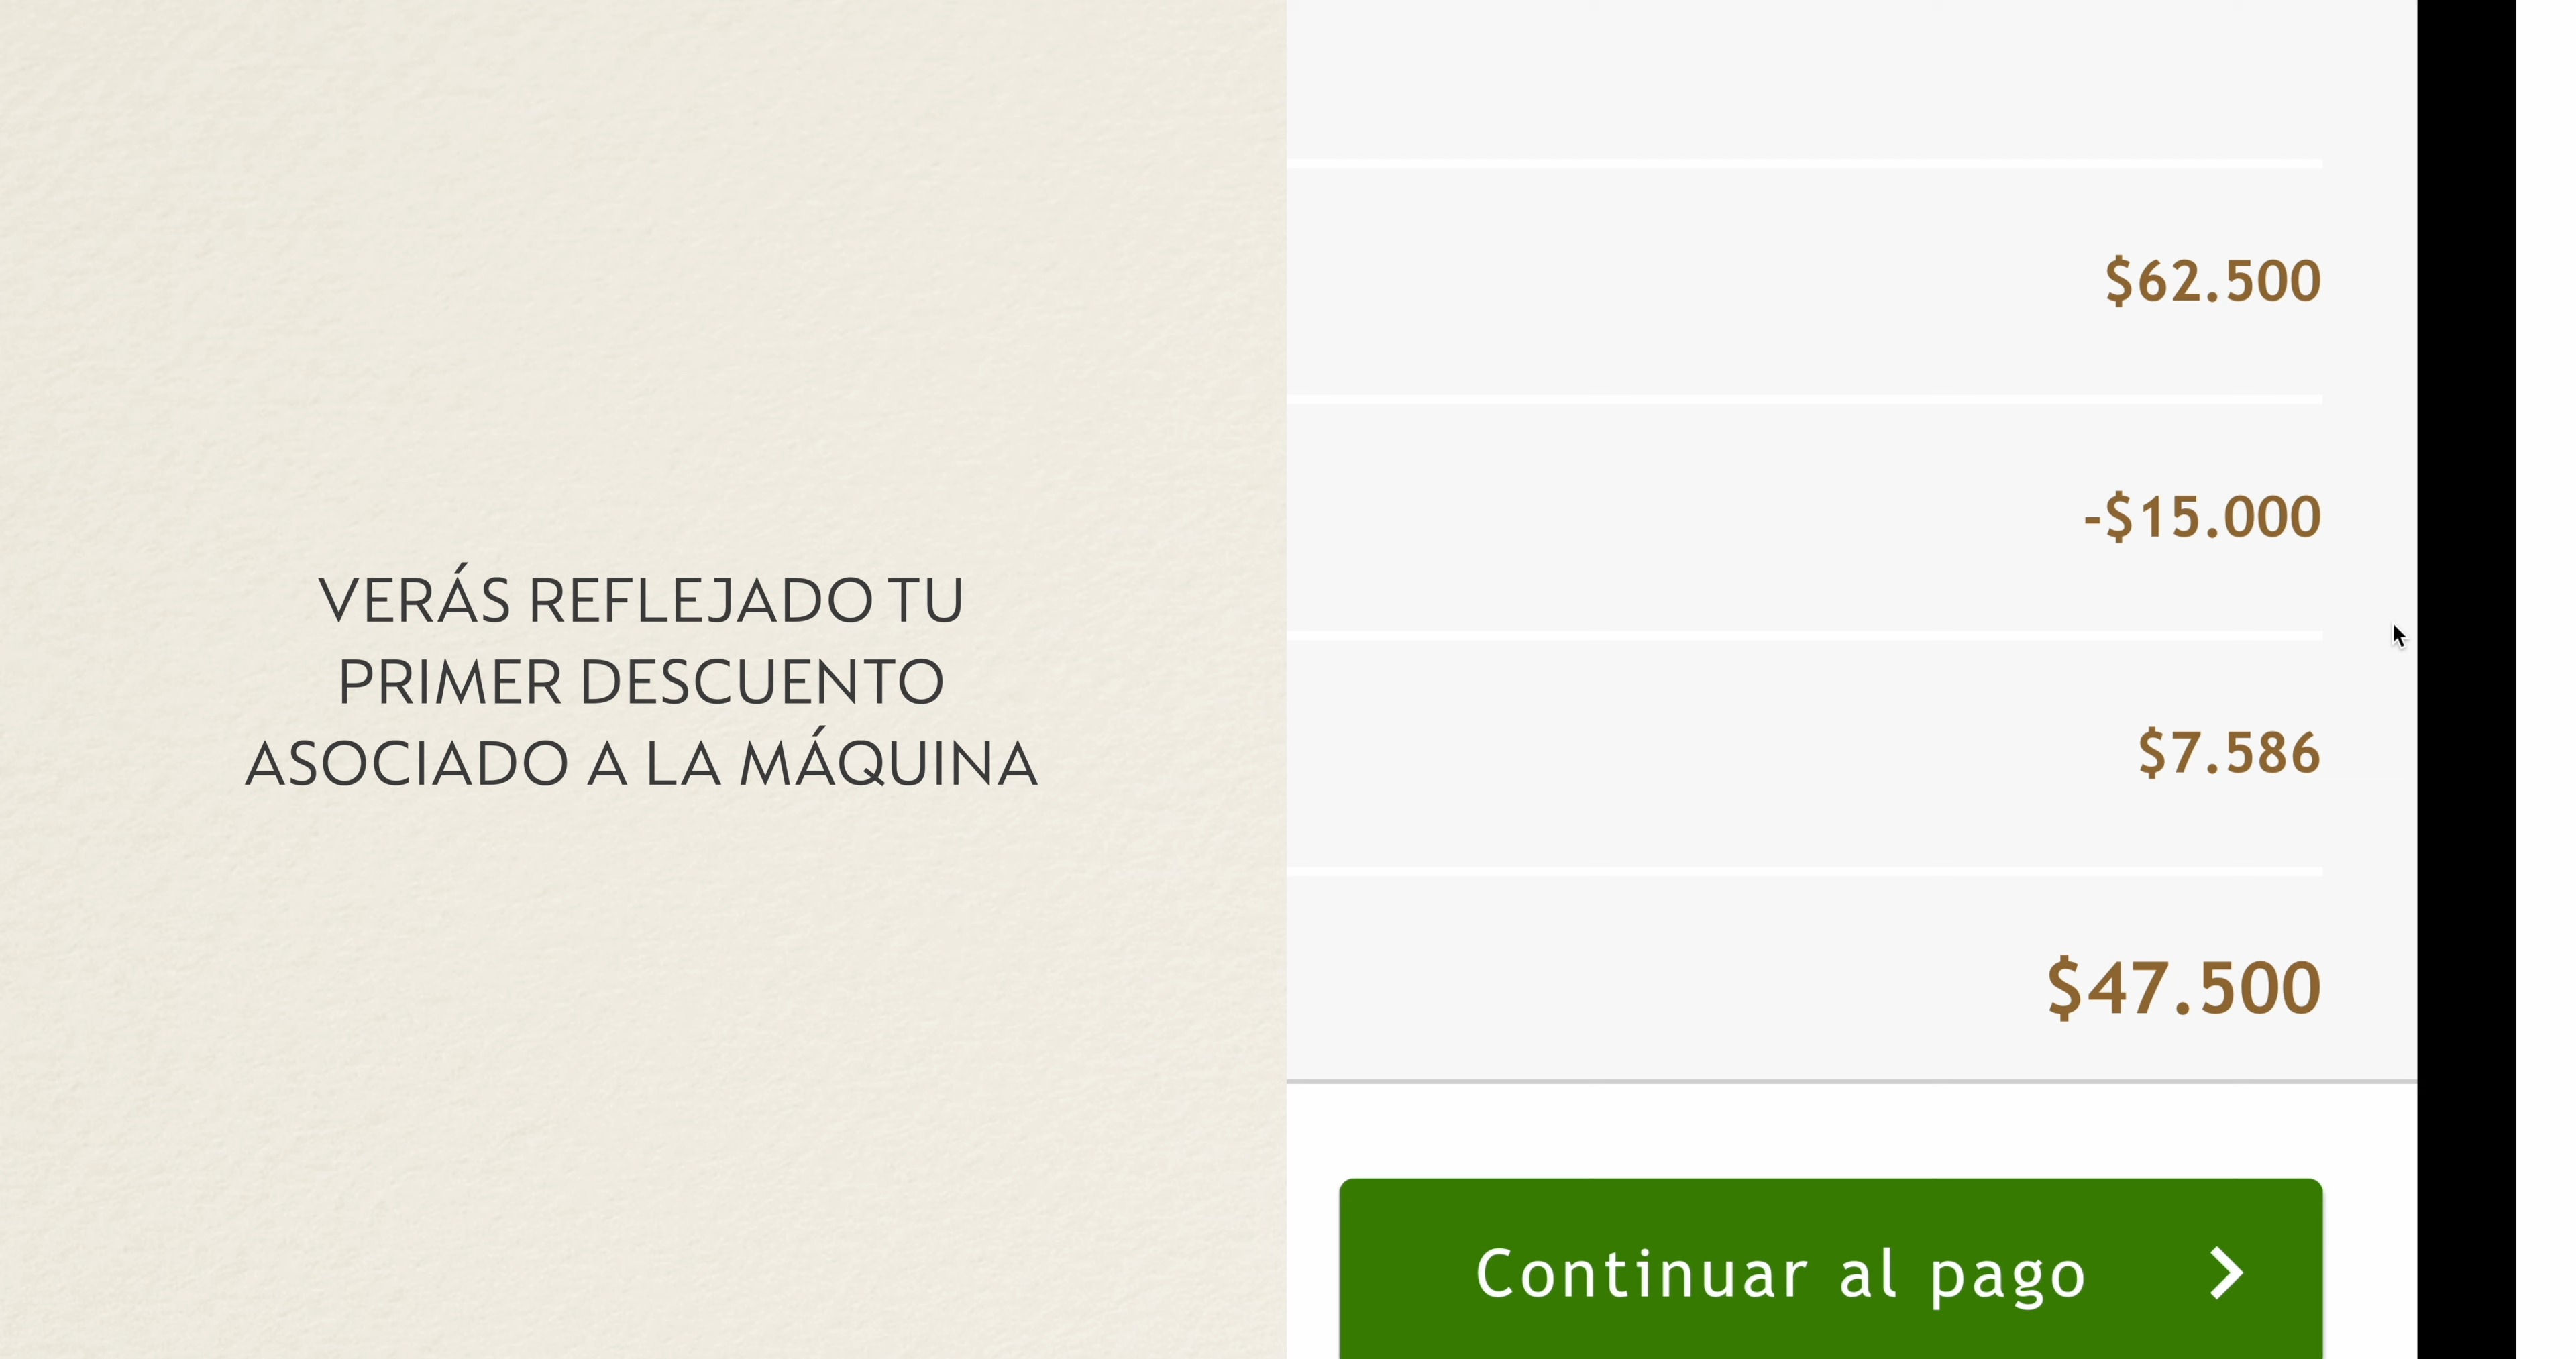 VERÁS REFLEJADO TU
PRIMER DESCUENTO
ASOCIADO A LA MÁQUINA
$62.500
-$15.000
$7.586
$47.500
Continuar al pago